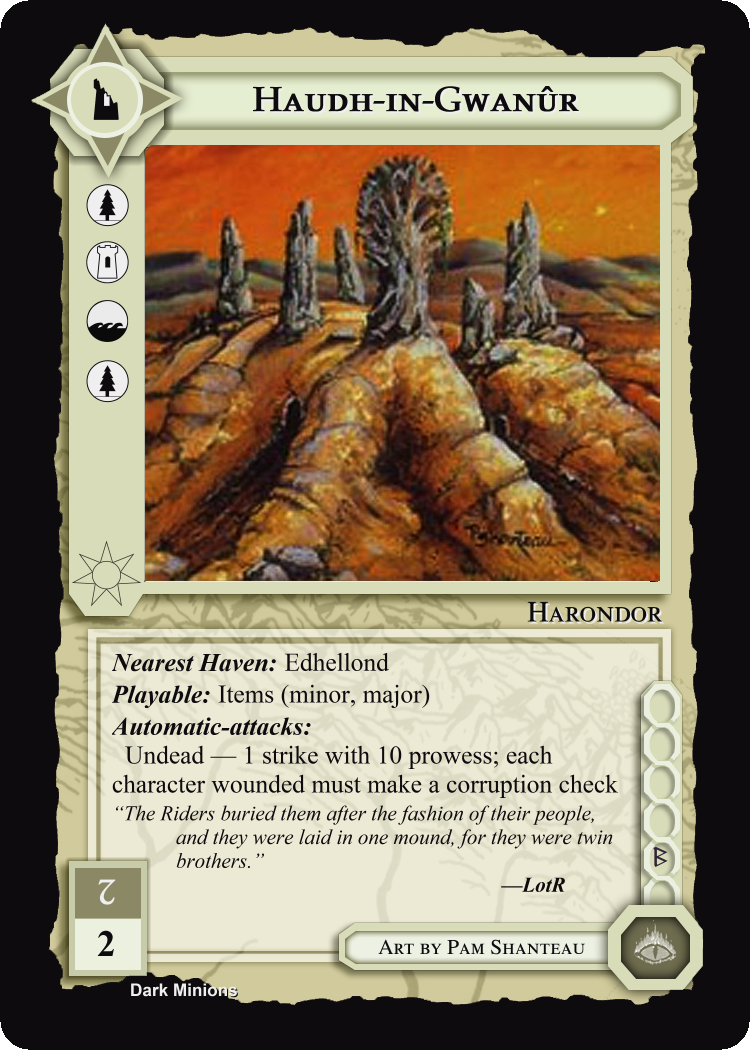 Haudh-in-Gwanûr
P. Shanteau
Harondor
Nearest Haven: Edhellond
Playable: Items (minor, major)
Automatic-attacks:
Undead — 1 strike with 10 prowess; each
character wounded must make a corruption check
“The Riders buried them after the fashion of their people,
and they were laid in one mound, for they were twin
brothers.”
—LotR
2
2
Art by Pam Shanteau
Dark Minions